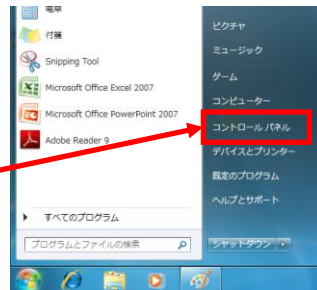 電卓
付箋
Snipping Tool
Microsoft Office Excel 2007
Microsoft Office PowerPoint 2007
Adobe Reader 9
すべてのプログラム
プログラムとファイルの検索
ピクチャ
ミュージック
ゲーム
コンピューター
コントロール パネル
デバイスとプリンター
既定のプログラム
ヘルプとサポート
シャットダウン